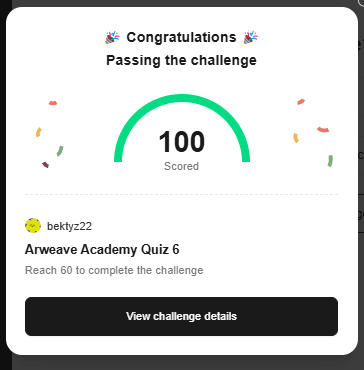 🎉 Congratulations 🎉
Passing the challenge
100
Scored
bektyz22
Arweave Academy Quiz 6
Reach 60 to complete the challenge
View challenge details